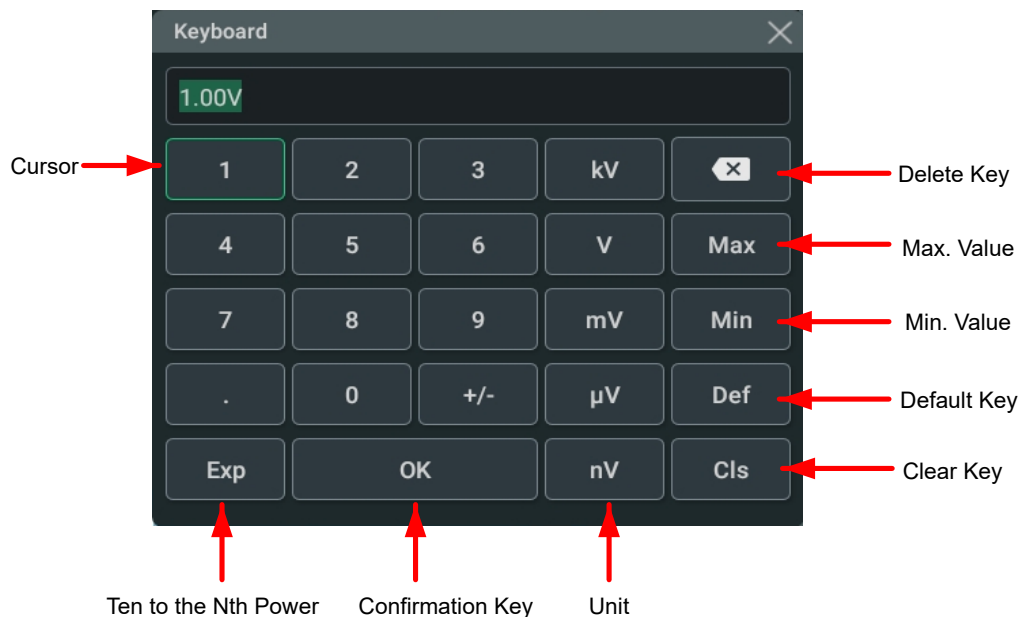 Keyboard
1.00V
Cursor 1 2 3 kV Delete Key
4 5 6 V Max Max. Value
7 8 9 mV Min Min. Value
. 0 +/- µV Def Default Key
Exp OK nV Cls Clear Key
Ten to the Nth Power Confirmation Key Unit